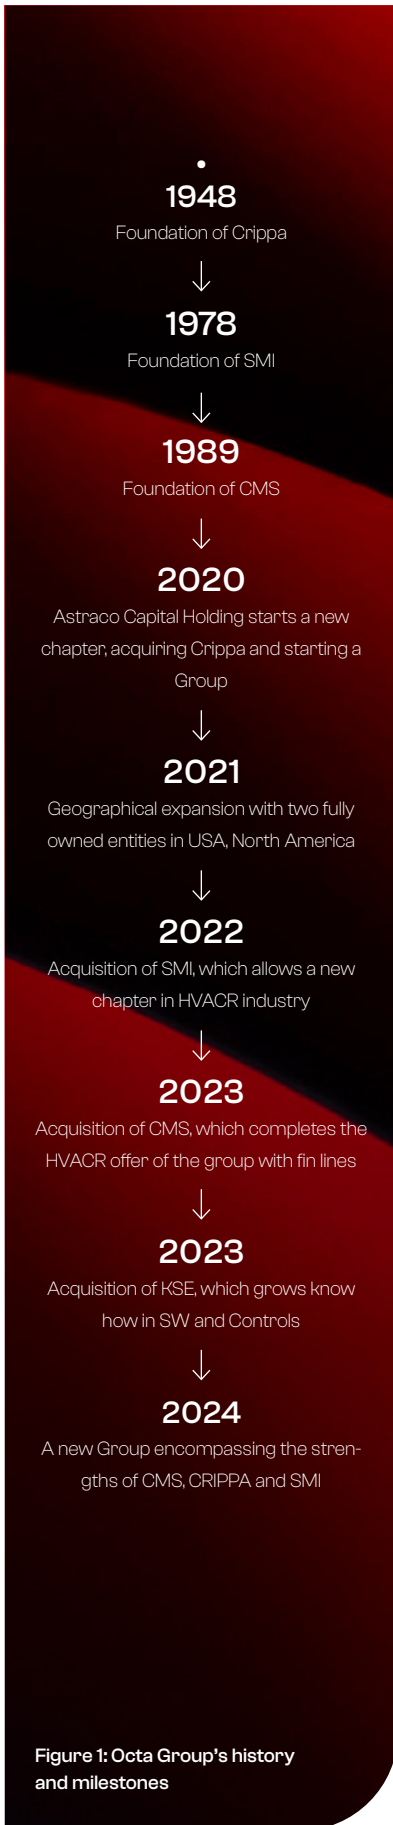 1948
Foundation of Crippa
1978
Foundation of SMI
1989
Foundation of CMS
2020
Astraco Capital Holding starts a new
chapter, acquiring Crippa and starting a
Group
2021
Geographical expansion with two fully
owned entities in USA, North America
2022
Acquisition of SMI, which allows a new
chapter in HVACR industry
2023
Acquisition of CMS, which completes the
HVACR offer of the group with fin lines
2023
Acquisition of KSE, which grows know
how in SW and Controls
2024
A new Group encompassing the stren-
gths of CMS, CRIPPA and SMI
Figure 1: Octa Group's history
and milestones